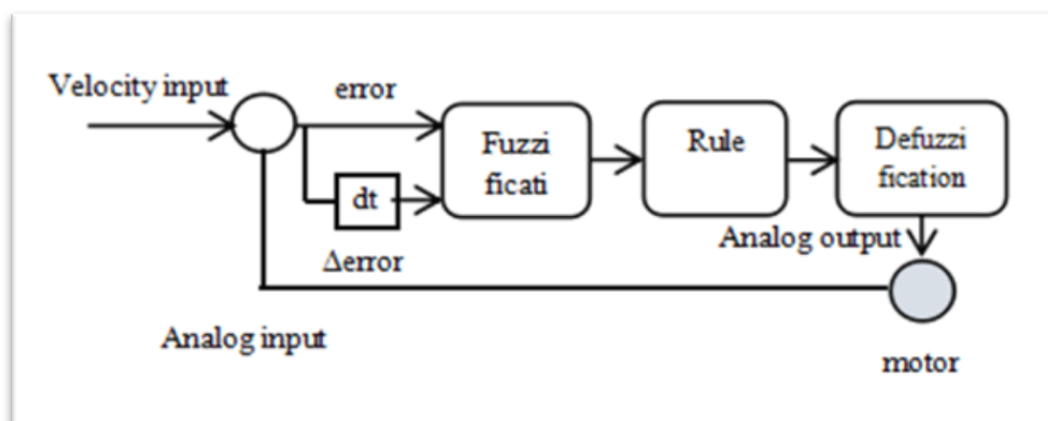 Velocity input
error
Fuzzi
ficati
Rule
Defuzzi
fication
dt
Δerror
Analog output
Analog input
motor